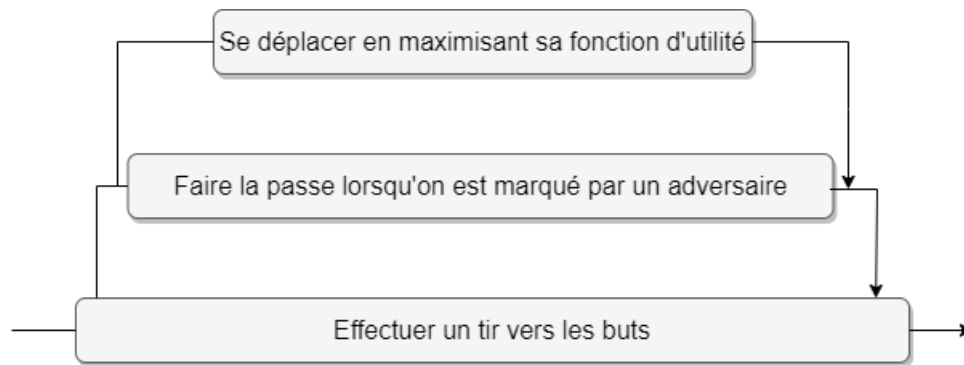 Se déplacer en maximisant sa fonction d'utilité
Faire la passe lorsqu'on est marqué par un adversaire
Effectuer un tir vers les buts